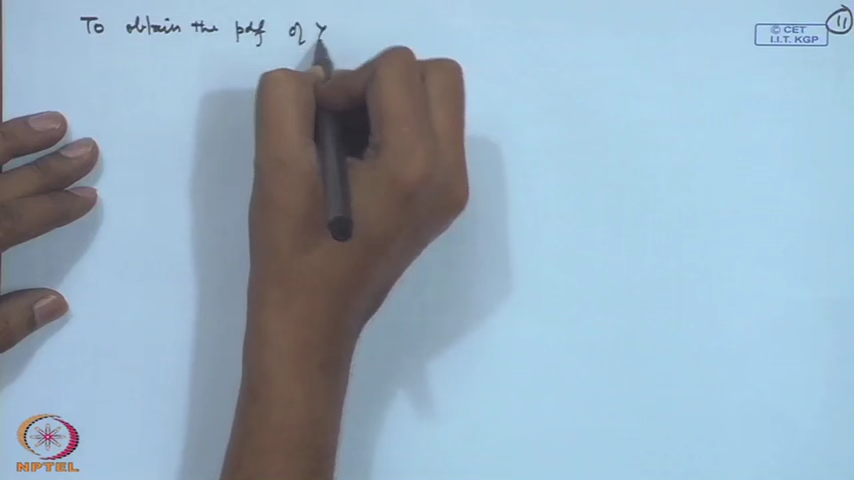 To obtain the pdf of Y
11
© CET
I.I.T. KGP
NPTEL